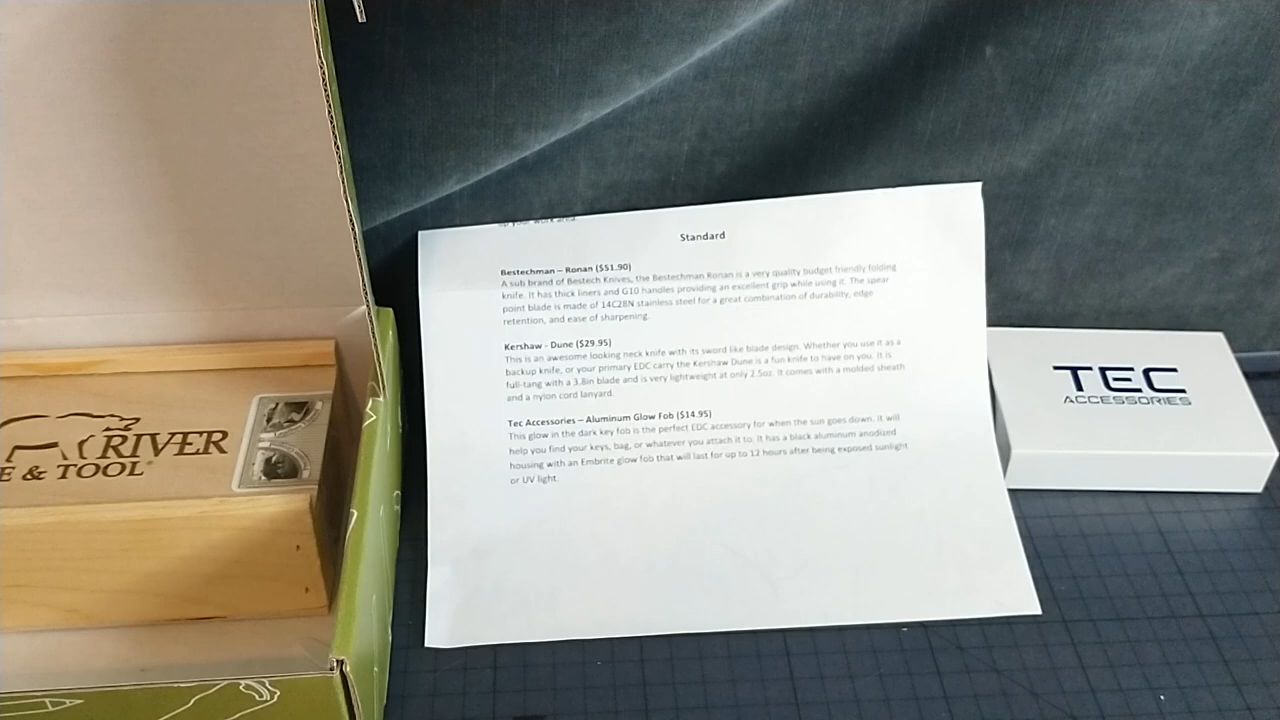 RIVER
E & TOOL®
up your work area.
Standard
Bestechman – Ronan ($51.90)
A sub brand of Bestech Knives, the Bestechman Ronan is a very quality budget friendly folding
knife. It has thick liners and G10 handles providing an excellent grip while using it. The spear
point blade is made of 14C28N stainless steel for a great combination of durability, edge
retention, and ease of sharpening.
Kershaw - Dune ($29.95)
This is an awesome looking neck knife with its sword like blade design. Whether you use it as a
backup knife, or your primary EDC carry the Kershaw Dune is a fun knife to have on you. It is
full-tang with a 3.8in blade and is very lightweight at only 2.5oz. It comes with a molded sheath
and a nylon cord lanyard.
Tec Accessories – Aluminum Glow Fob ($14.95)
This glow in the dark key fob is the perfect EDC accessory for when the sun goes down. It will
help you find your keys, bag, or whatever you attach it to. It has a black aluminum anodized
housing with an Embrite glow fob that will last for up to 12 hours after being exposed sunlight
or UV light.
TEC
ACCESSORIES